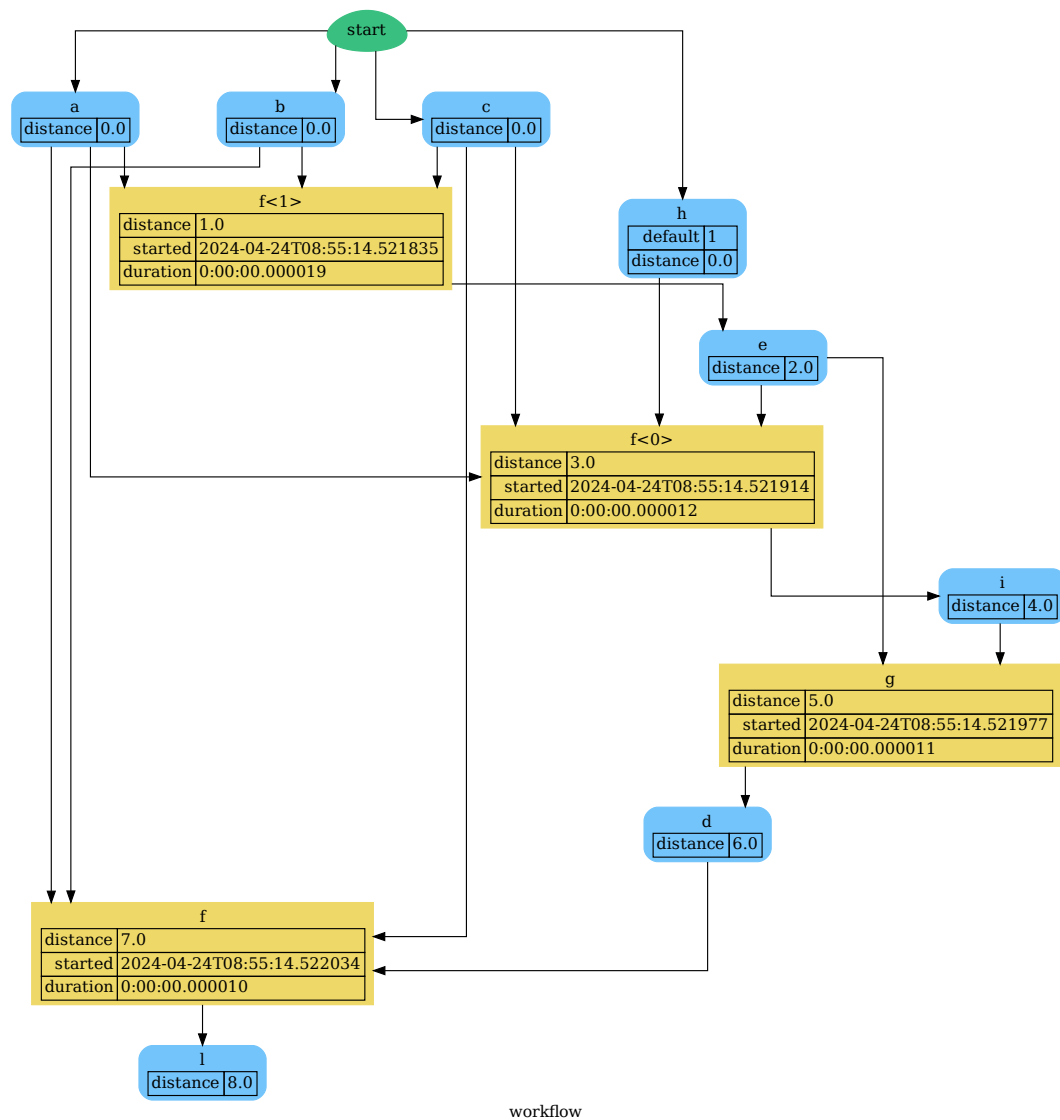 start
a
distance 0.0
b
distance 0.0
c
distance 0.0
f<1>
distance 1.0
started 2024-04-24T08:55:14.521835
duration 0:00:00.000019
h
default 1
distance 0.0
e
distance 2.0
f<0>
distance 3.0
started 2024-04-24T08:55:14.521914
duration 0:00:00.000012
i
distance 4.0
g
distance 5.0
started 2024-04-24T08:55:14.521977
duration 0:00:00.000011
d
distance 6.0
f
distance 7.0
started 2024-04-24T08:55:14.522034
duration 0:00:00.000010
l
distance 8.0
workflow